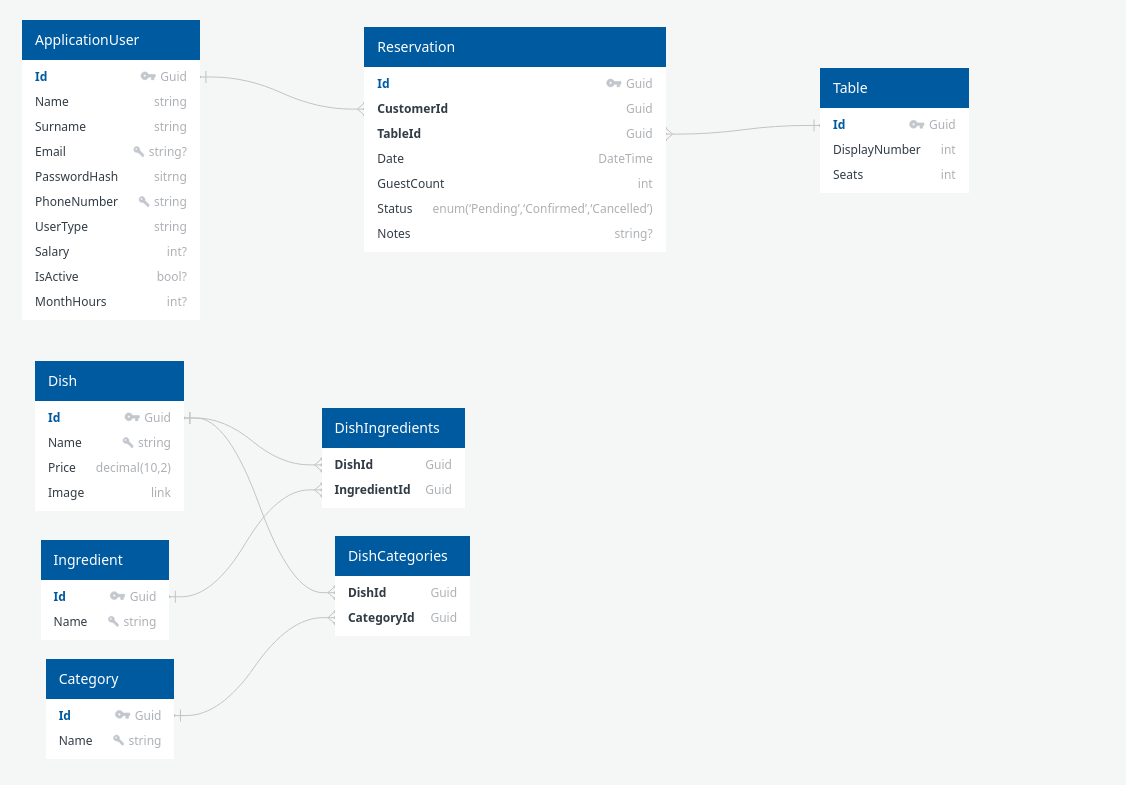 ApplicationUser
Id Guid
Name string
Surname string
Email string?
PasswordHash sitrng
PhoneNumber string
UserType string
Salary int?
IsActive bool?
MonthHours int?
Reservation
Id Guid
CustomerId Guid
TableId Guid
Date DateTime
GuestCount int
Status enum(‘Pending’,‘Confirmed’,‘Cancelled’)
Notes string?
Table
Id Guid
DisplayNumber int
Seats int
Dish
Id Guid
Name string
Price decimal(10,2)
Image link
DishIngredients
DishId Guid
IngredientId Guid
Ingredient
Id Guid
Name string
DishCategories
DishId Guid
CategoryId Guid
Category
Id Guid
Name string